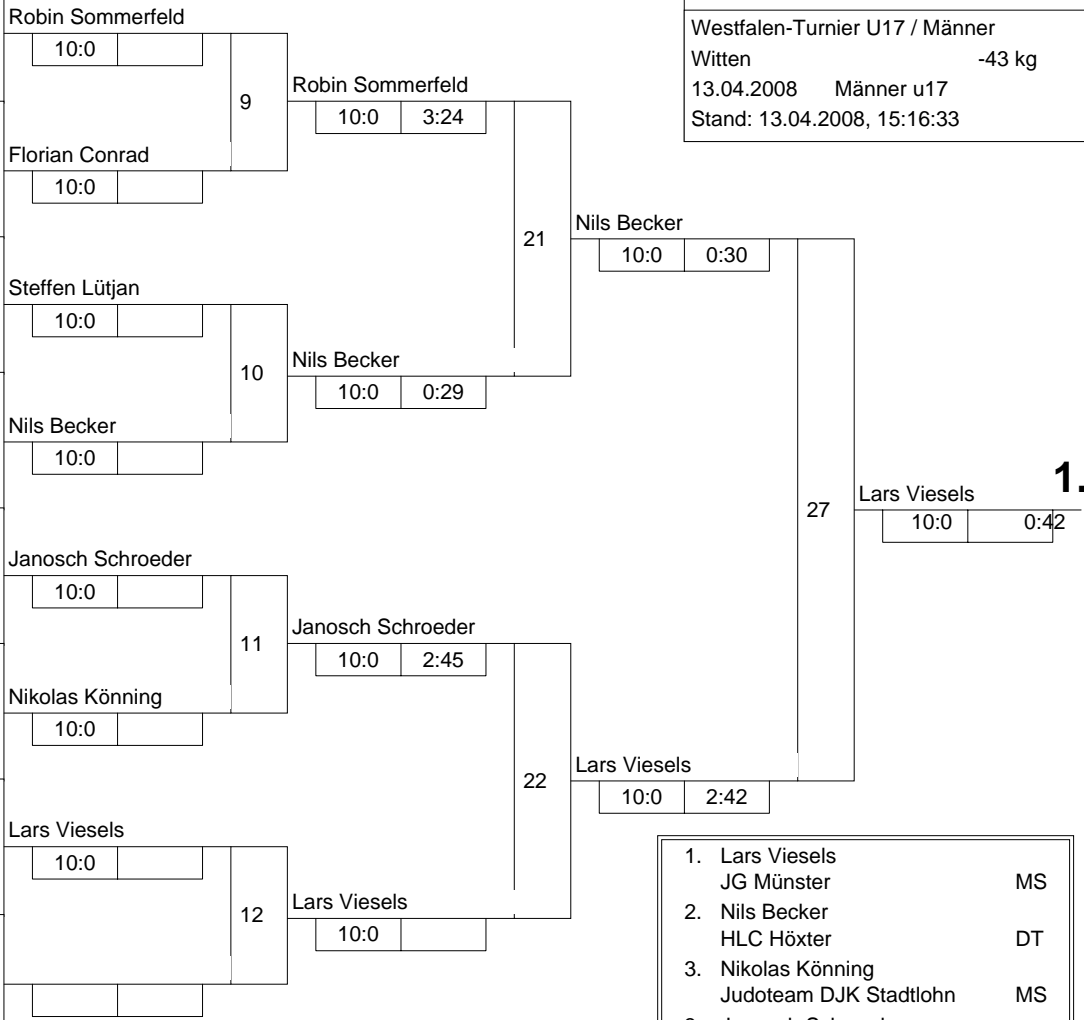 Robin Sommerfeld
10:0
9
Florian Conrad
10:0
Steffen Lütjan
10:0
10
Nils Becker
10:0
Janosch Schroeder
10:0
11
Nikolas Könning
10:0
Lars Viesels
10:0
12
Robin Sommerfeld
10:0 3:24
21
Nils Becker
10:0 0:29
Janosch Schroeder
10:0 2:45
22
Lars Viesels
10:0
Nils Becker
10:0 0:30
27
Lars Viesels
10:0 2:42
Lars Viesels 1.
10:0 0:42
Westfalen-Turnier U17 / Männer
Witten -43 kg
13.04.2008 Männer u17
Stand: 13.04.2008, 15:16:33
1. Lars Viesels
JG Münster MS
2. Nils Becker
HLC Höxter DT
3. Nikolas Könning
Judoteam DJK Stadtlohn MS